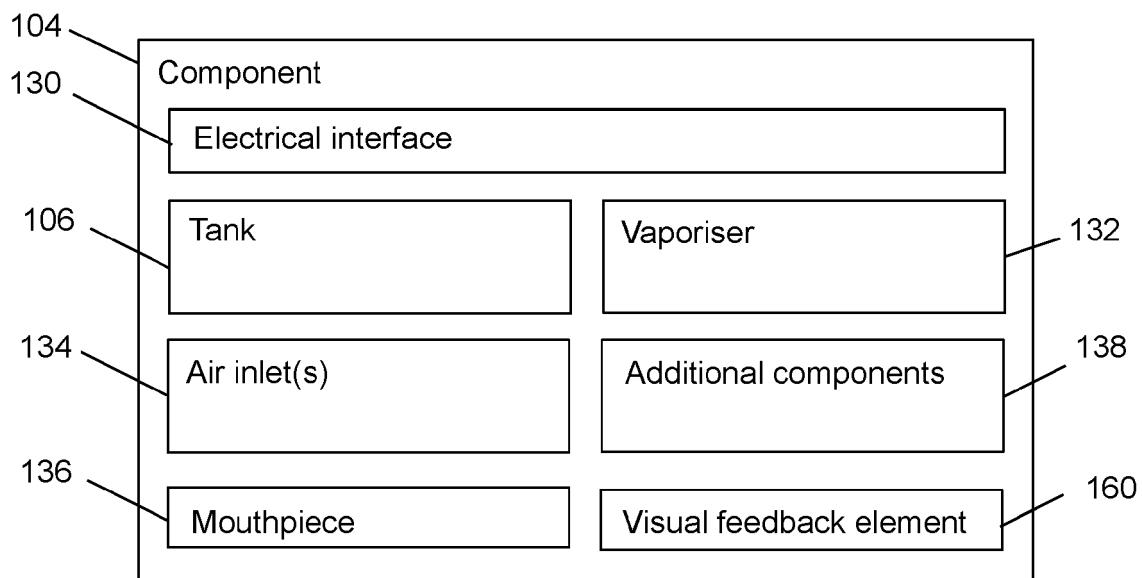 104
Component
130
Electrical interface
106
Tank
Vaporiser
132
134
Air inlet(s)
Additional components
138
136
Mouthpiece
Visual feedback element
160